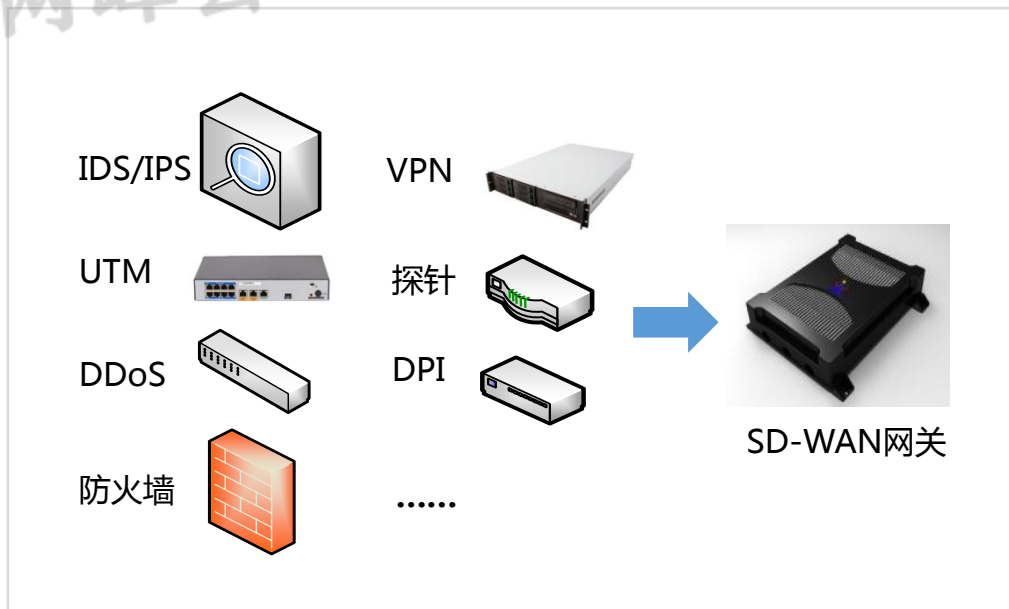 IDS/IPS
VPN
UTM
探针
DDoS
DPI
防火墙
......
SD-WAN网关